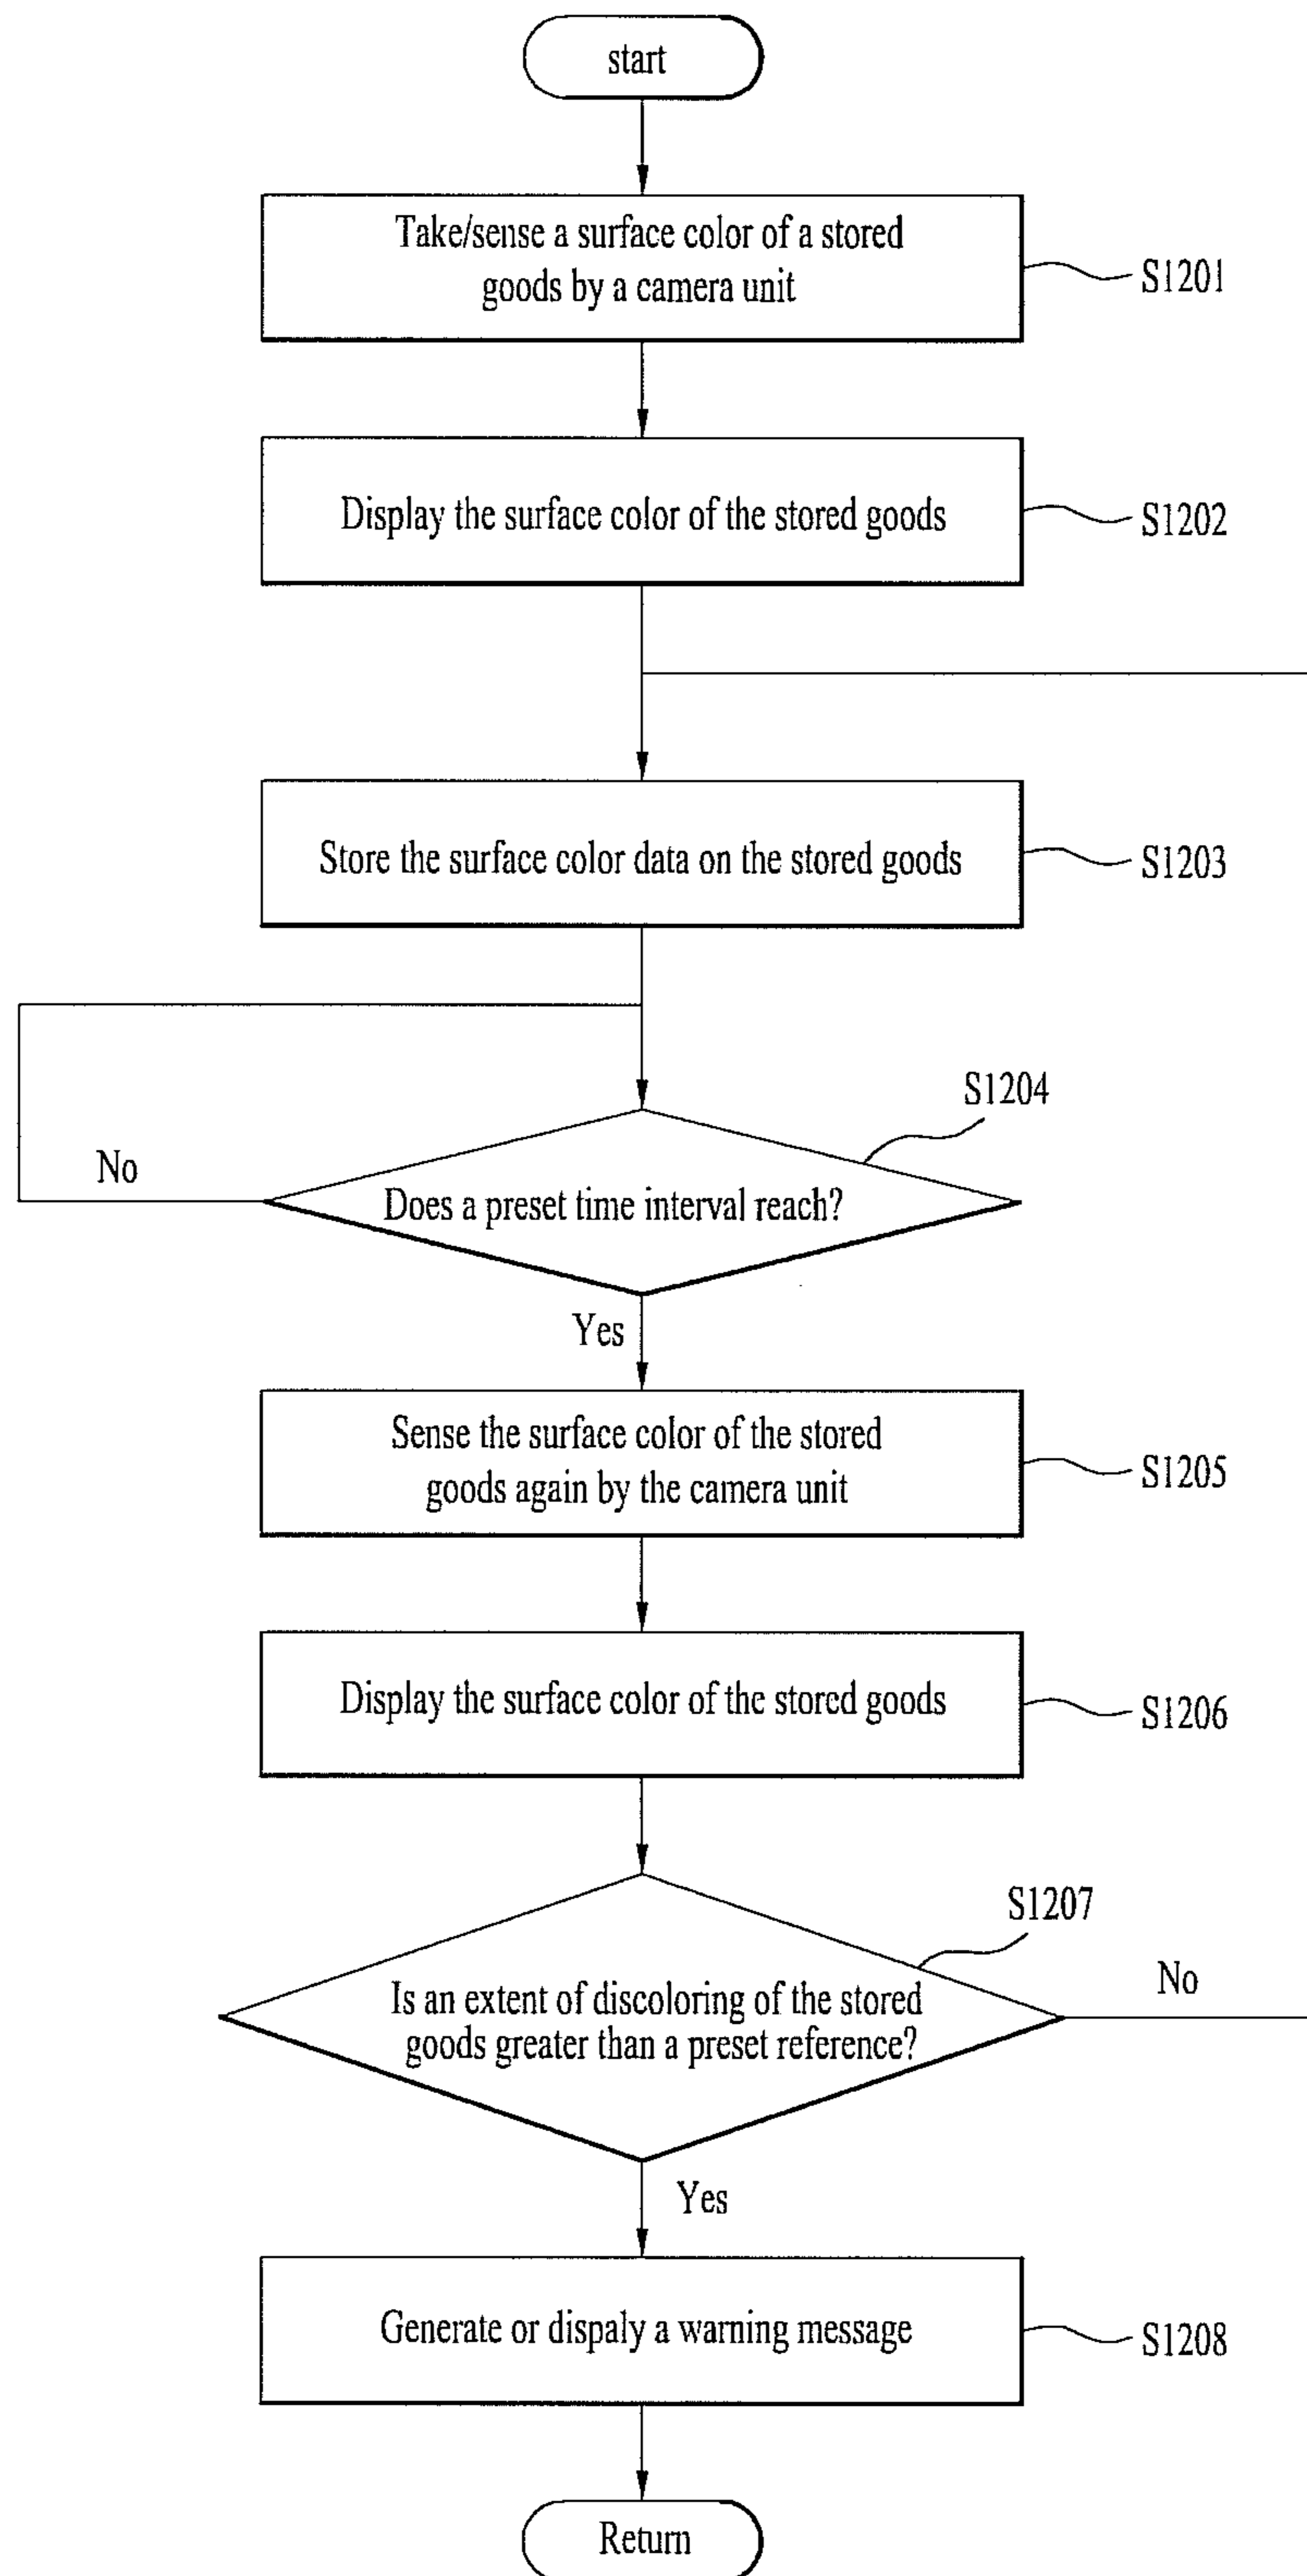 start
Take/sense a surface color of a stored
goods by a camera unit
S1201
Display the surface color of the stored goods
S1202
Store the surface color data on the stored goods
S1203
S1204
No
Does a preset time interval reach?
Yes
Sense the surface color of the stored
goods again by the camera unit
S1205
Display the surface color of the stored goods
S1206
S1207
No
Is an extent of discoloring of the stored
goods greater than a preset reference?
Yes
Generate or dispaly a warning message
S1208
Return